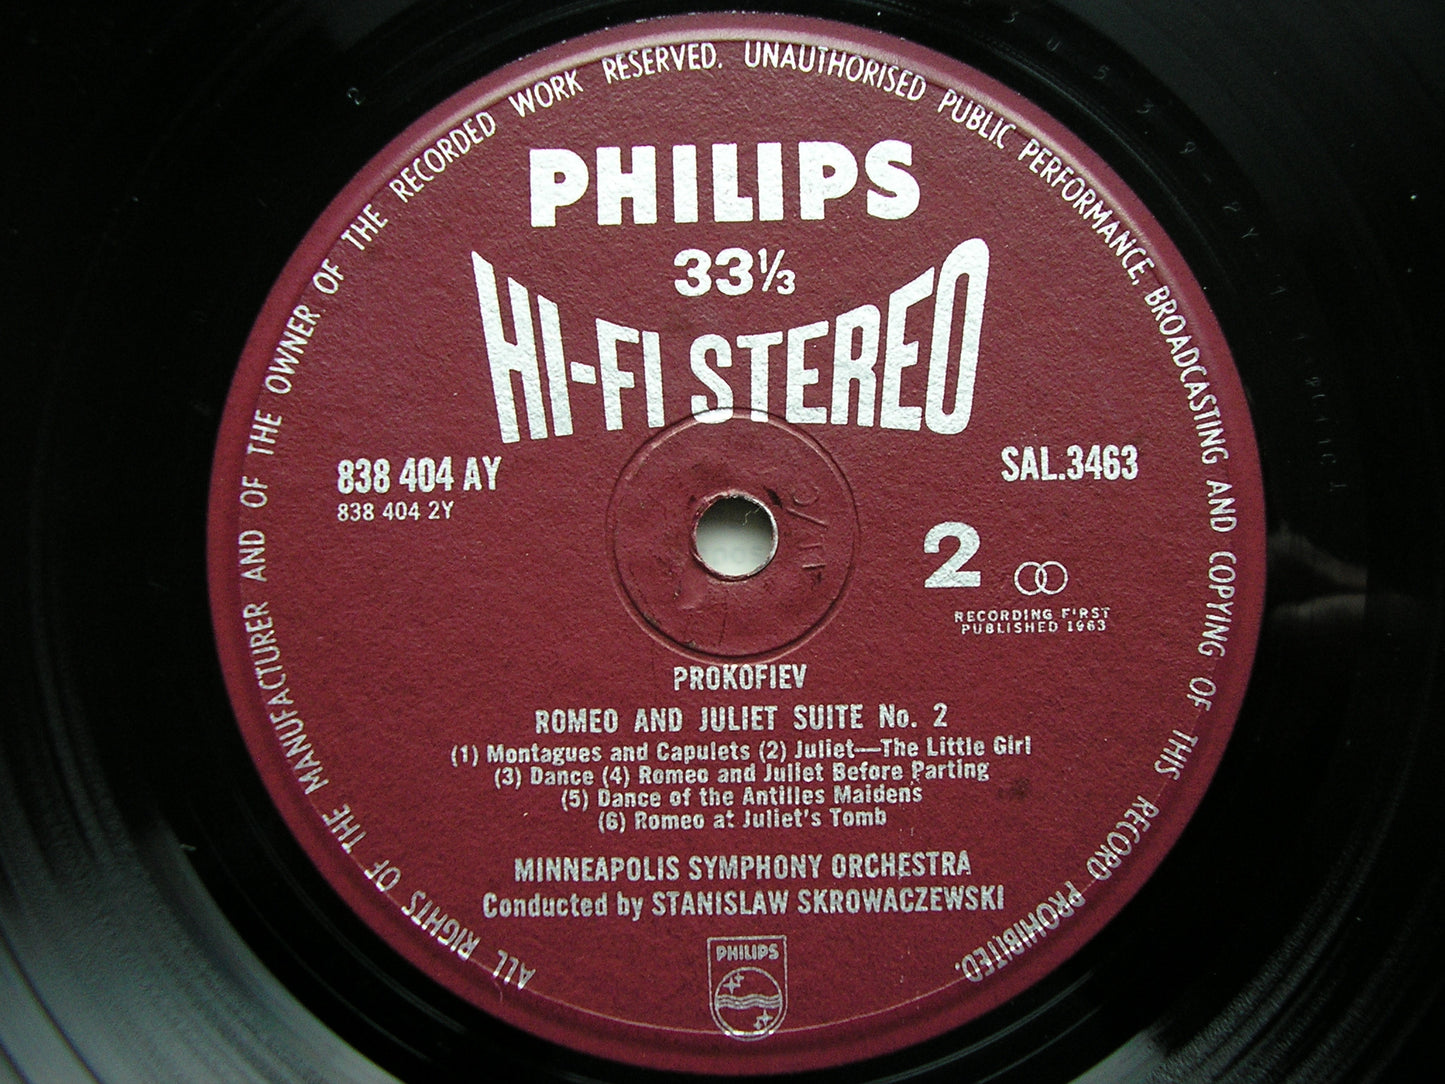 ALL RIGHTS OF THE MANUFACTURER AND OF THE OWNER OF THE RECORDED WORK RESERVED. UNAUTHORISED PUBLIC PERFORMANCE, BROADCASTING AND COPYING OF THIS RECORD PROHIBITED.
PHILIPS
33⅓
HI-FI STEREO
838 404 AY
SAL.3463
838 404 2Y
2
RECORDING FIRST
PUBLISHED 1963
PROKOFIEV
ROMEO AND JULIET SUITE No. 2
(1) Montagues and Capulets (2) Juliet—The Little Girl
(3) Dance (4) Romeo and Juliet Before Parting
(5) Dance of the Antilles Maidens
(6) Romeo at Juliet's Tomb
MINNEAPOLIS SYMPHONY ORCHESTRA
Conducted by STANISLAW SKROWACZEWSKI
PHILIPS